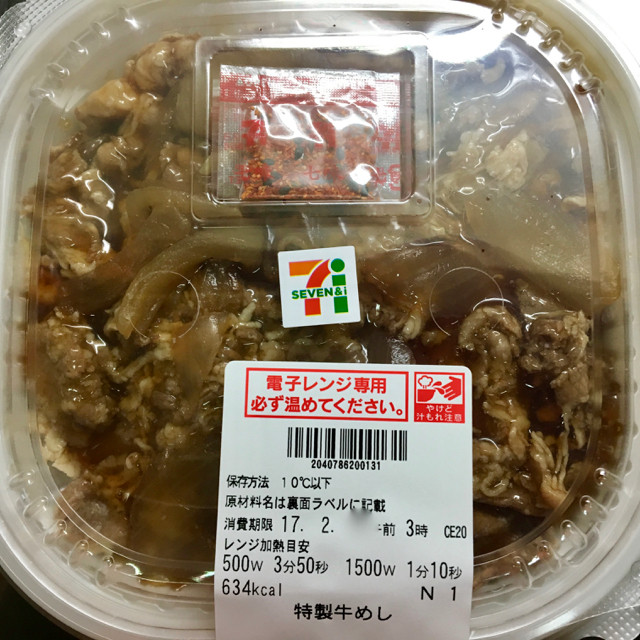 七
SEVEN&i
電子レンジ専用
必ず温めてください。
やけど
汁もれ注意
2040786200131
保存方法 10℃以下
原材料名は裏面ラベルに記載
消費期限 17. 2. 前 3時 CE20
レンジ加熱目安
500W 3分50秒 1500W 1分10秒
634kcal N 1
特製牛めし